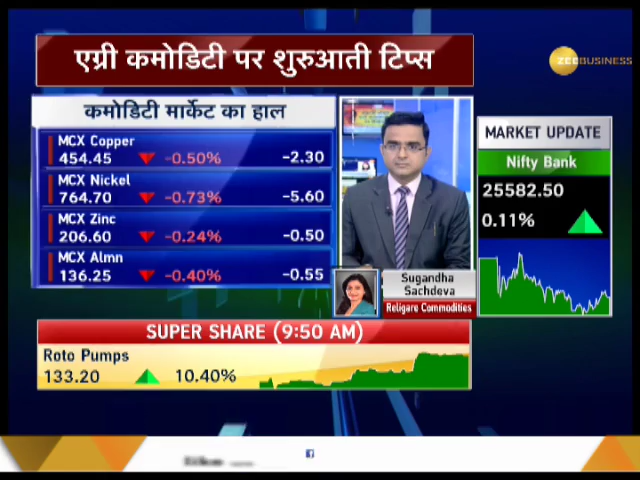 एग्री कमोडिटी पर शुरुआती टिप्स
ZEE BUSINESS
कमोडिटी मार्केट का हाल
MCX Copper
454.45 -0.50% -2.30
MCX Nickel
764.70 -0.73% -5.60
MCX Zinc
206.60 -0.24% -0.50
MCX Almn
136.25 -0.40% -0.55
MARKET UPDATE
Nifty Bank
25582.50
0.11%
Sugandha
Sachdeva
Religare Commodities
SUPER SHARE (9:50 AM)
Roto Pumps
133.20 10.40%
f